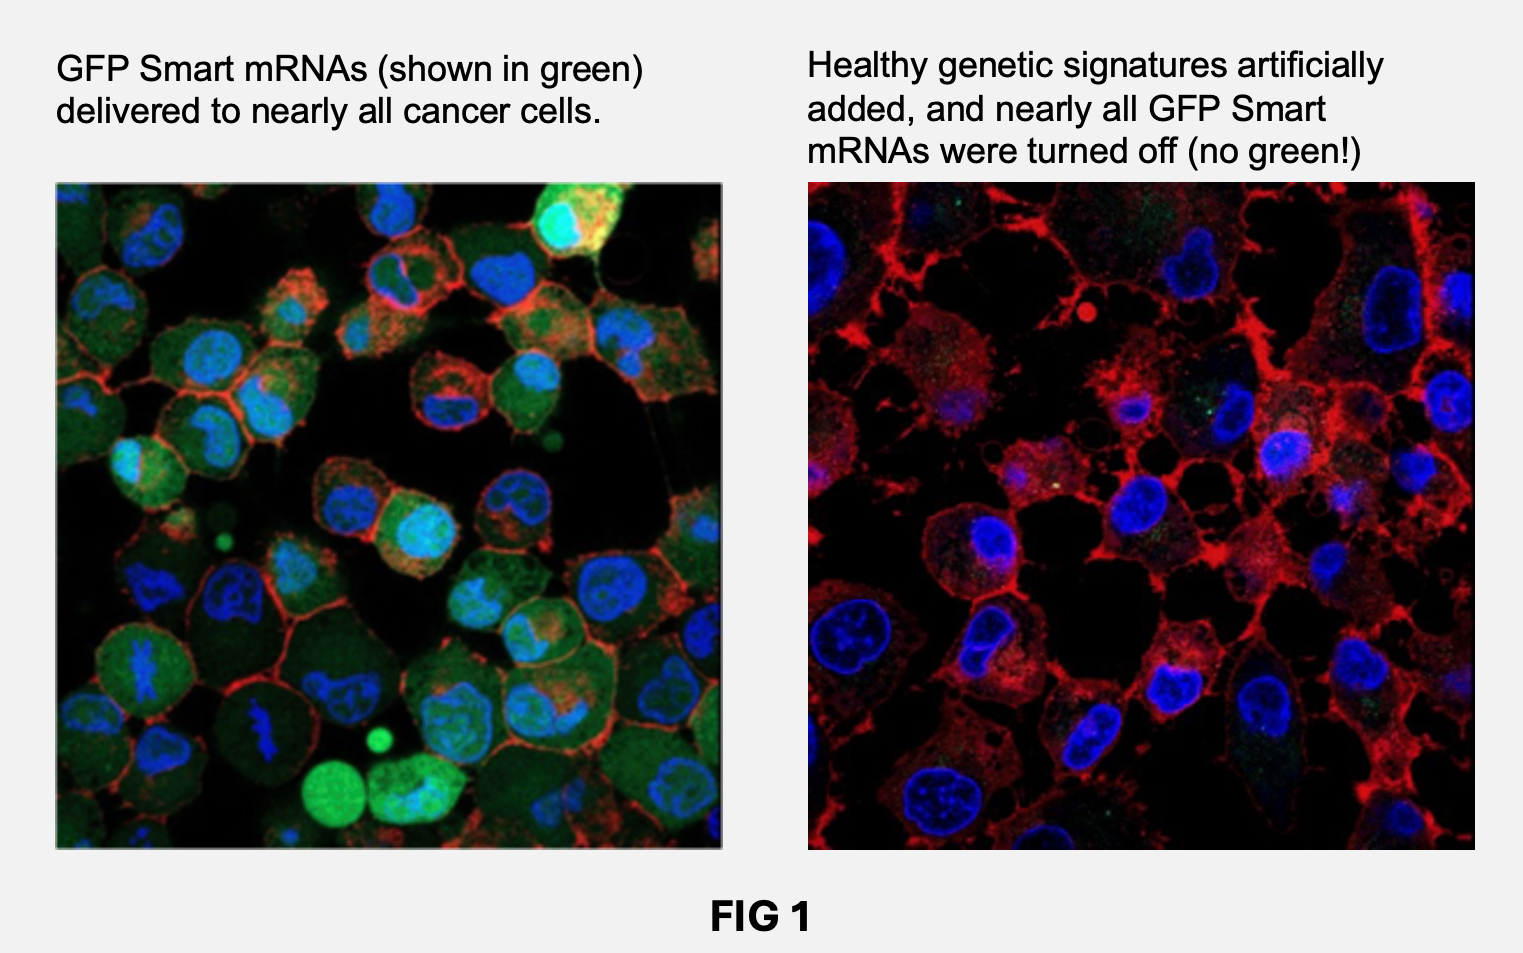 GFP Smart mRNAs (shown in green)
delivered to nearly all cancer cells.
Healthy genetic signatures artificially
added, and nearly all GFP Smart
mRNAs were turned off (no green!)
FIG 1